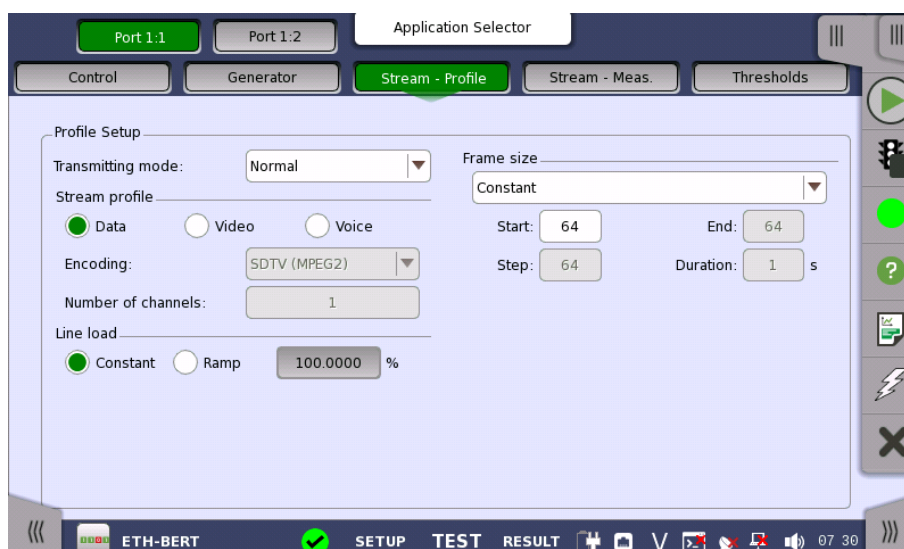 Port 1:1 Port 1:2 Application Selector
Control Generator Stream - Profile Stream - Meas. Thresholds
Profile Setup
Transmitting mode: Normal
Stream profile
Data Video Voice
Encoding: SDTV (MPEG2)
Number of channels: 1
Line load
Constant Ramp 100.0000 %
Frame size
Constant
Start: 64 End: 64
Step: 64 Duration: 1 s
ETH-BERT SETUP TEST RESULT 07 30